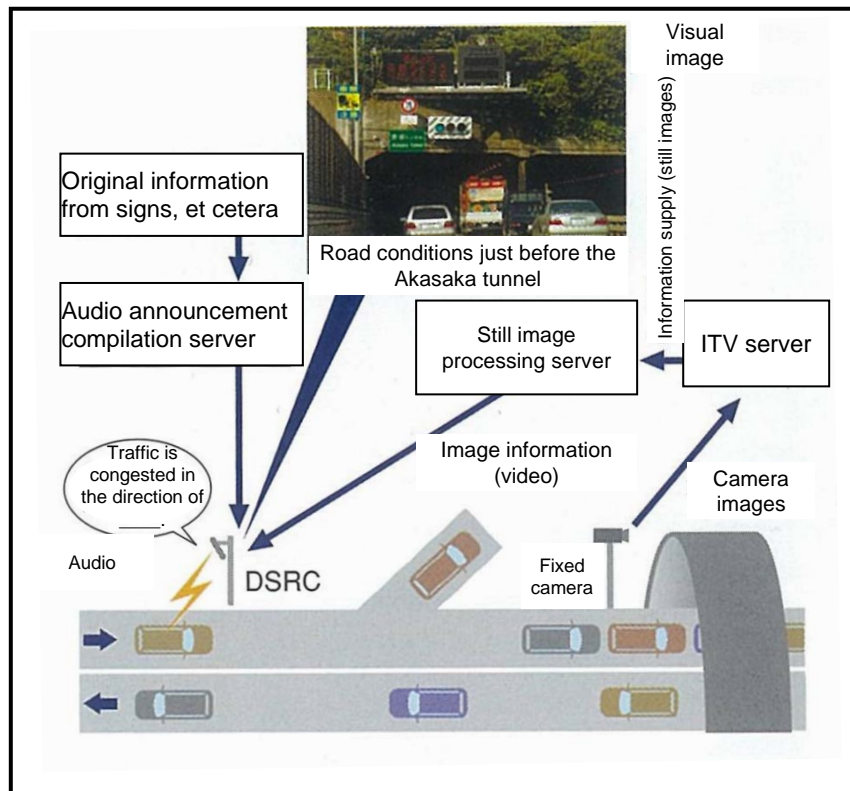 Visual
image
Information supply (still images)
Original information
from signs, et cetera
Road conditions just before the
Akasaka tunnel
Audio announcement
compilation server
Still image
processing server
ITV server
Traffic is
congested in
the direction of
____.
Image information
(video)
Camera
images
Audio
DSRC
Fixed
camera